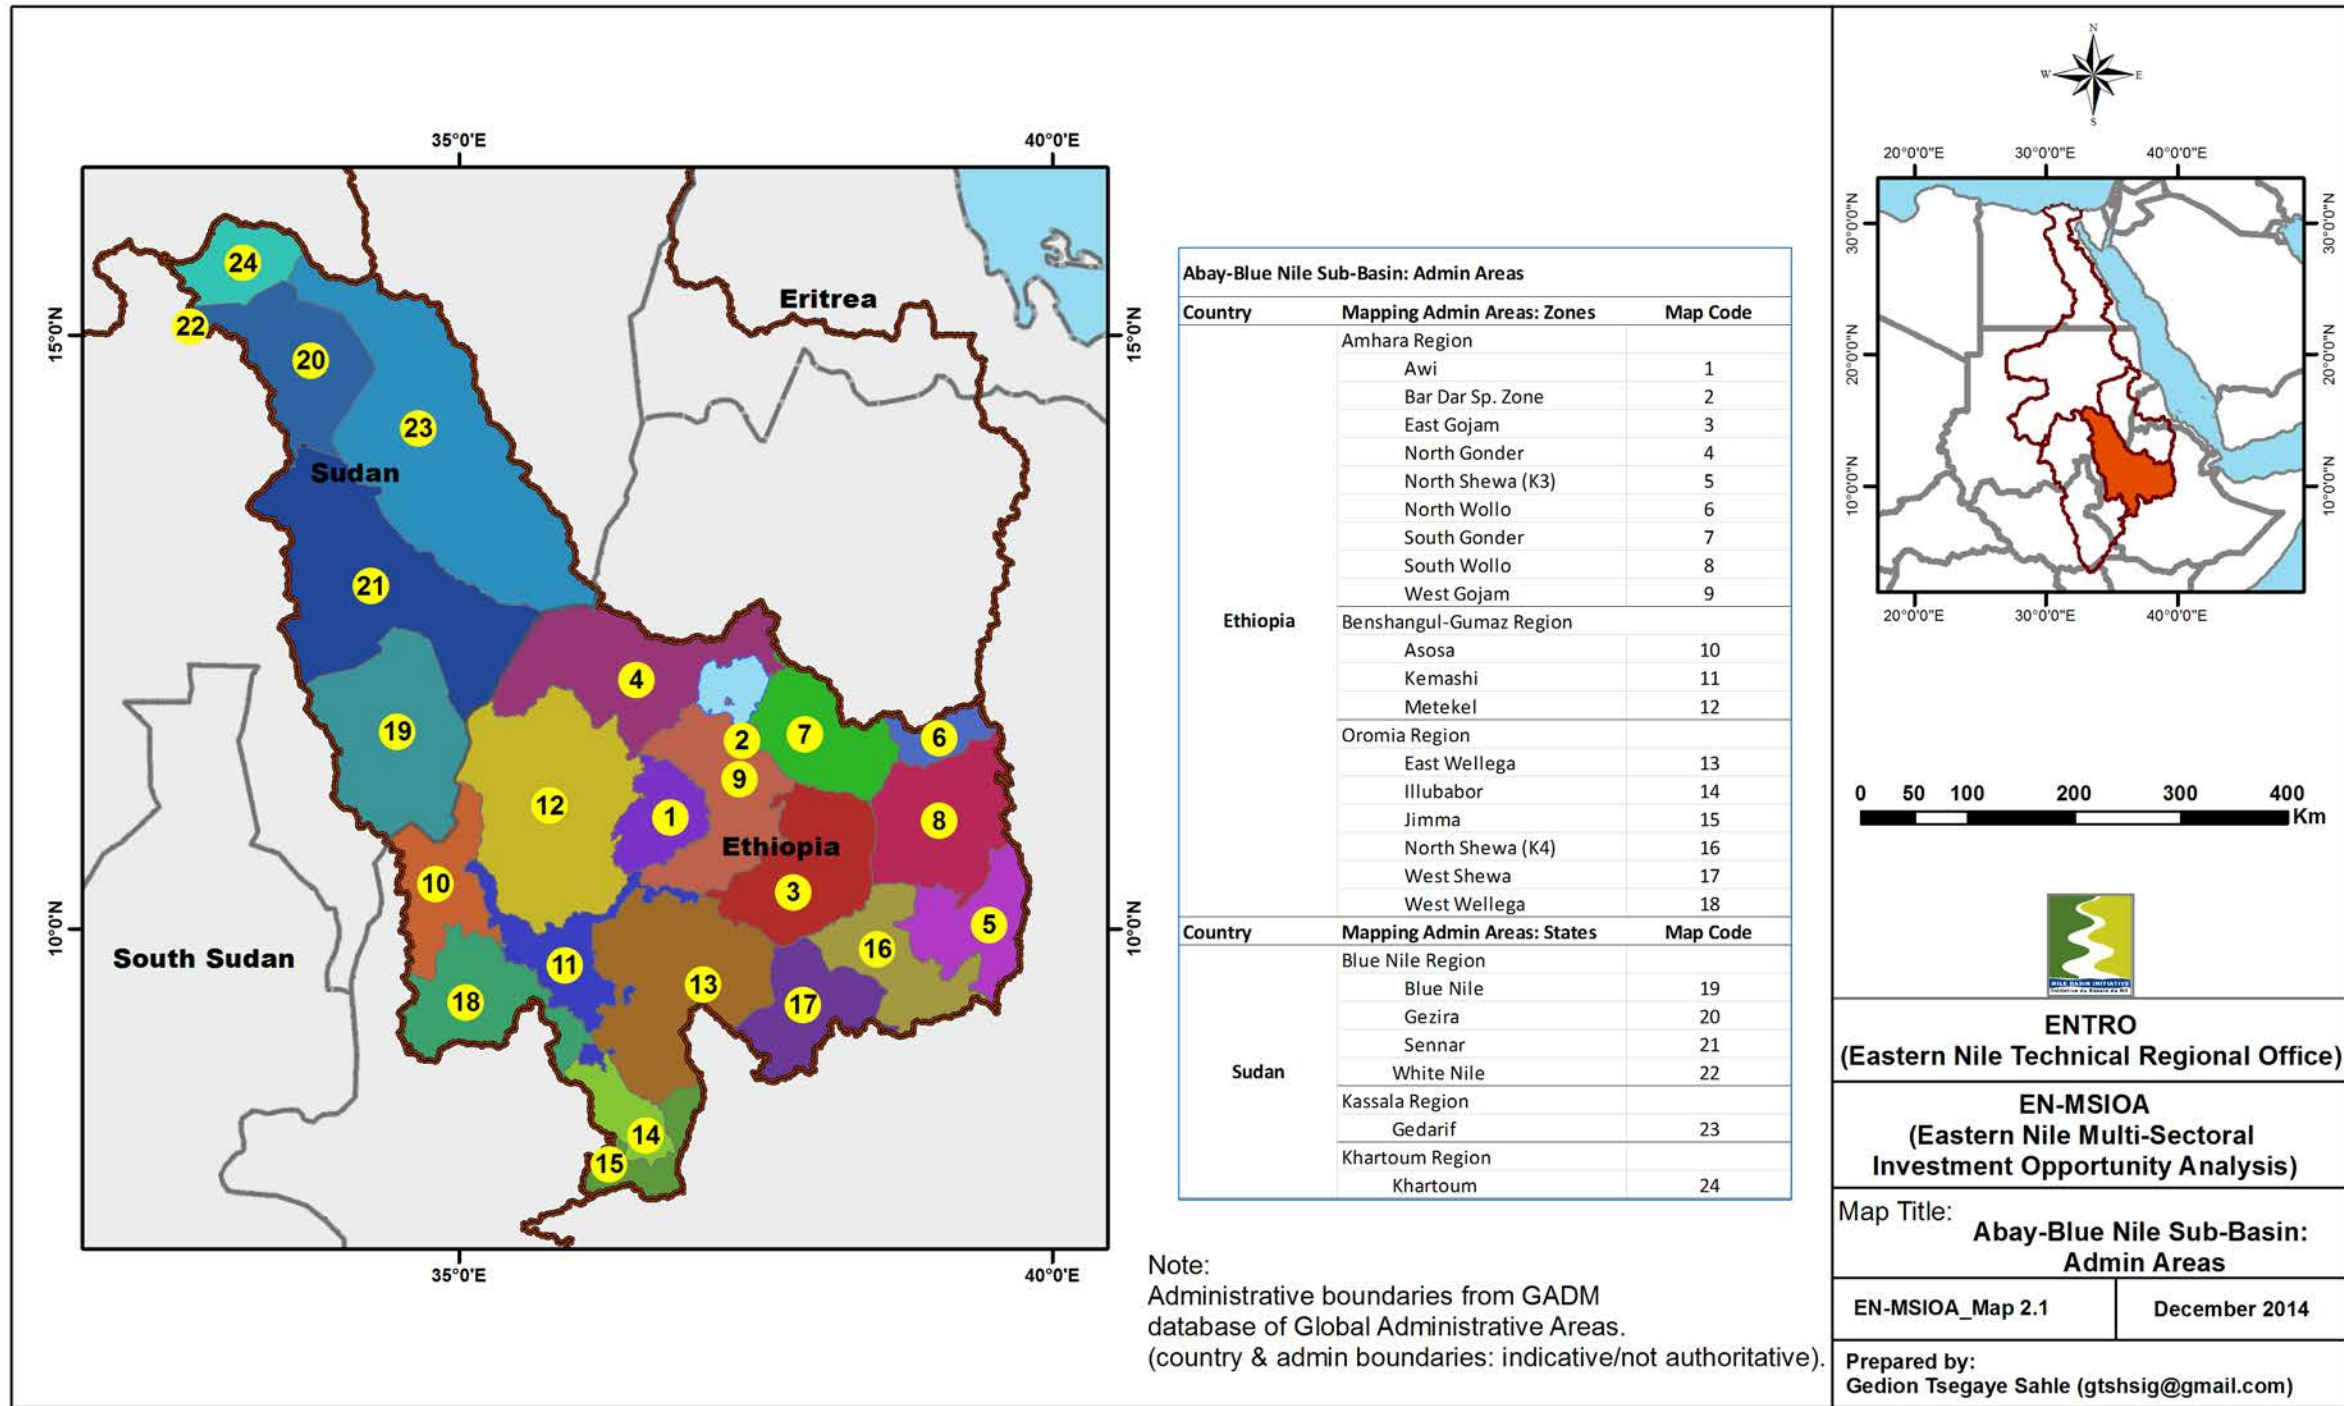 35°0'E
40°0'E
15°0'N
15°0'N
10°0'N
10°0'N
35°0'E
40°0'E
Eritrea
Sudan
Ethiopia
South Sudan
24
22
20
23
21
4
19
2
7
6
9
12
1
8
10
3
5
11
16
13
18
17
14
15
Abay-Blue Nile Sub-Basin: Admin Areas
Country Mapping Admin Areas: Zones Map Code
Ethiopia
Amhara Region
Awi 1
Bar Dar Sp. Zone 2
East Gojam 3
North Gonder 4
North Shewa (K3) 5
North Wollo 6
South Gonder 7
South Wollo 8
West Gojam 9
Benshangul-Gumaz Region
Asosa 10
Kemashi 11
Metekel 12
Oromia Region
East Wellega 13
Illubabor 14
Jimma 15
North Shewa (K4) 16
West Shewa 17
West Wellega 18
Country Mapping Admin Areas: States Map Code
Sudan
Blue Nile Region
Blue Nile 19
Gezira 20
Sennar 21
White Nile 22
Kassala Region
Gedarif 23
Khartoum Region
Khartoum 24
Note:
Administrative boundaries from GADM
database of Global Administrative Areas.
(country & admin boundaries: indicative/not authoritative).
N
W E
S
20°0'0"E 30°0'0"E 40°0'0"E
30°0'0"N
30°0'0"N
20°0'0"N
20°0'0"N
10°0'0"N
10°0'0"N
20°0'0"E 30°0'0"E 40°0'0"E
0 50 100 200 300 400
Km
NILE BASIN INITIATIVE
Initiative du Bassin du Nil
ENTRO
(Eastern Nile Technical Regional Office)
EN-MSIOA
(Eastern Nile Multi-Sectoral
Investment Opportunity Analysis)
Map Title:
Abay-Blue Nile Sub-Basin:
Admin Areas
EN-MSIOA_Map 2.1
December 2014
Prepared by:
Gedion Tsegaye Sahle (gtshsig@gmail.com)